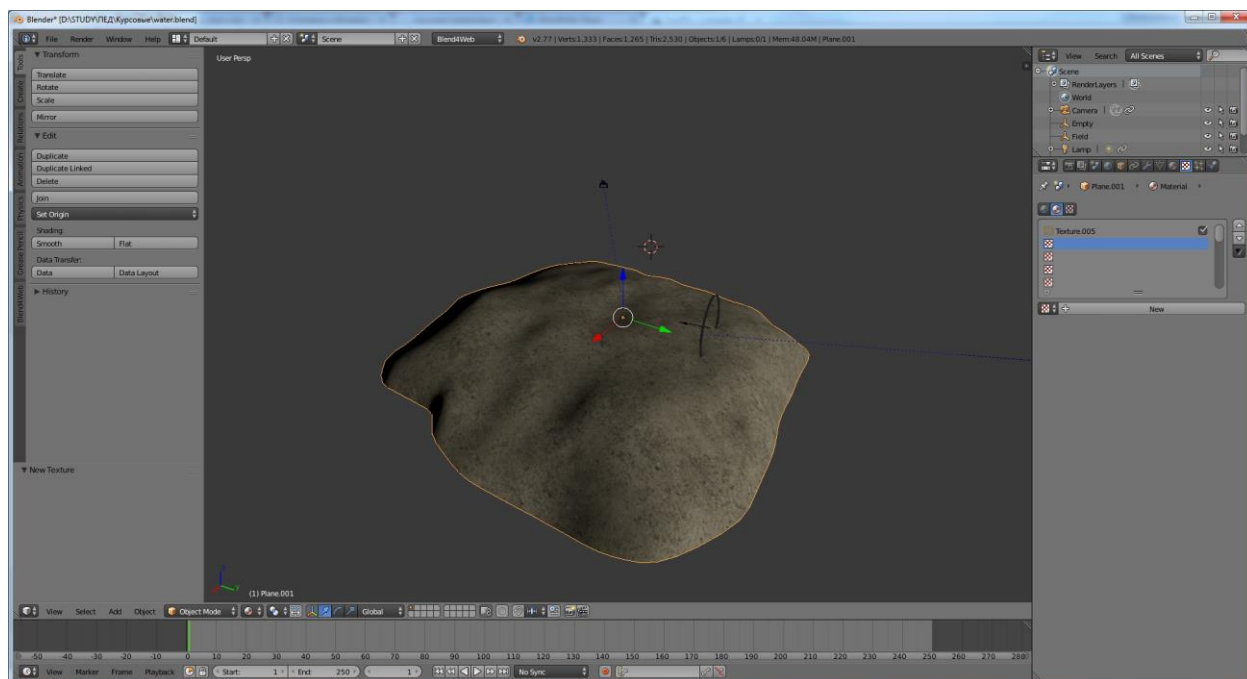 Blender* [D:\STUDY\ПЕД\Курсовые\water.blend]
File Render Window Help Default Scene Blend4Web v2.77 | Verts:1,333 | Faces:1,265 | Tris:2,530 | Objects:1/6 | Lamps:0/1 | Mem:48.04M | Plane.001
Tools
Create
Relations
Animation
Physics
Grease Pencil
Blend4Web
▼ Transform
Translate
Rotate
Scale
Mirror
▼ Edit
Duplicate
Duplicate Linked
Delete
Join
Set Origin
Shading:
Smooth Flat
Data Transfer:
Data Data Layout
▶ History
▼ New Texture
User Persp
(1) Plane.001
View Search All Scenes
Scene
RenderLayers |
World
Camera |
Empty
Field
Lamp |
Plane.001 Material
Texture.005
New
View Select Add Object Object Mode Global
-50 -40 -30 -20 -10 0 10 20 30 40 50 60 70 80 90 100 110 120 130 140 150 160 170 180 190 200 210 220 230 240 250 260 270 280
View Marker Frame Playback Start: 1 End: 250 1 No Sync